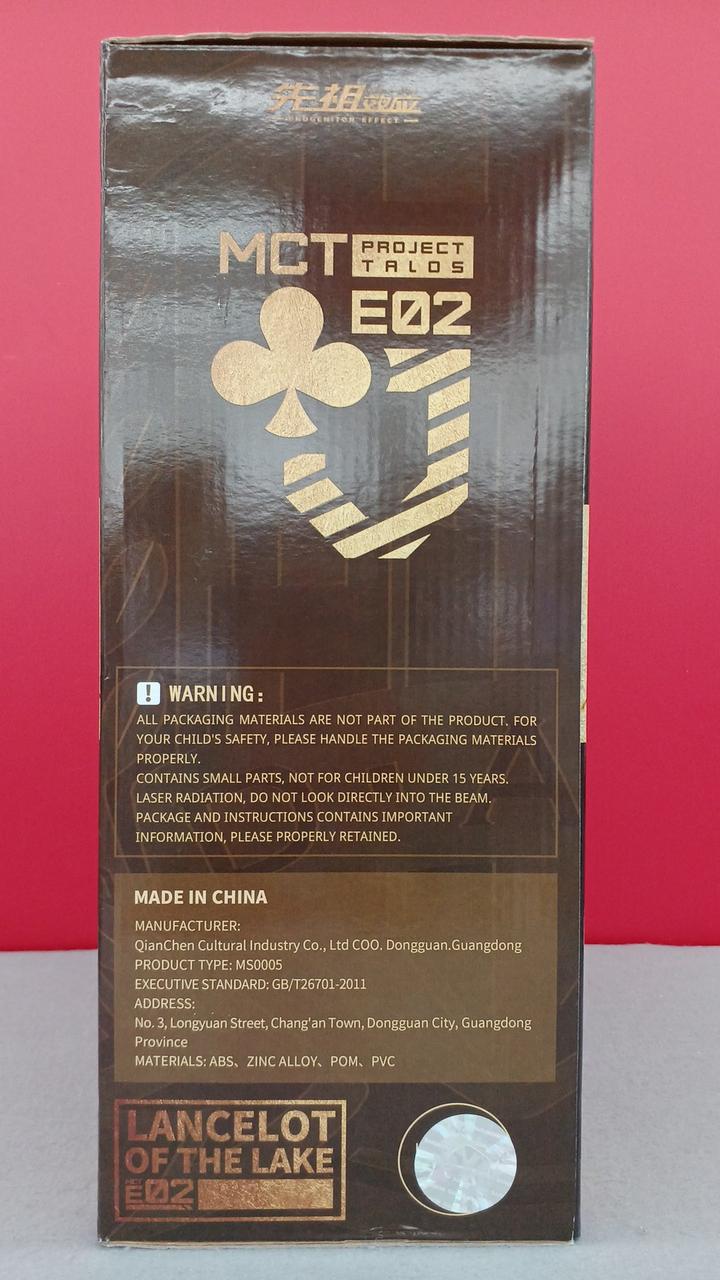 先祖效应
PROGENITOR EFFECT
MCT PROJECT TALOS
E02
! WARNING:
ALL PACKAGING MATERIALS ARE NOT PART OF THE PRODUCT. FOR
YOUR CHILD'S SAFETY, PLEASE HANDLE THE PACKAGING MATERIALS
PROPERLY.
CONTAINS SMALL PARTS, NOT FOR CHILDREN UNDER 15 YEARS.
LASER RADIATION, DO NOT LOOK DIRECTLY INTO THE BEAM.
PACKAGE AND INSTRUCTIONS CONTAINS IMPORTANT
INFORMATION, PLEASE PROPERLY RETAINED.
MADE IN CHINA
MANUFACTURER:
QianChen Cultural Industry Co., Ltd COO. Dongguan.Guangdong
PRODUCT TYPE: MS0005
EXECUTIVE STANDARD: GB/T26701-2011
ADDRESS:
No. 3, Longyuan Street, Chang'an Town, Dongguan City, Guangdong
Province
MATERIALS: ABS、ZINC ALLOY、POM、PVC
LANCELOT
OF THE LAKE
MCT
E02